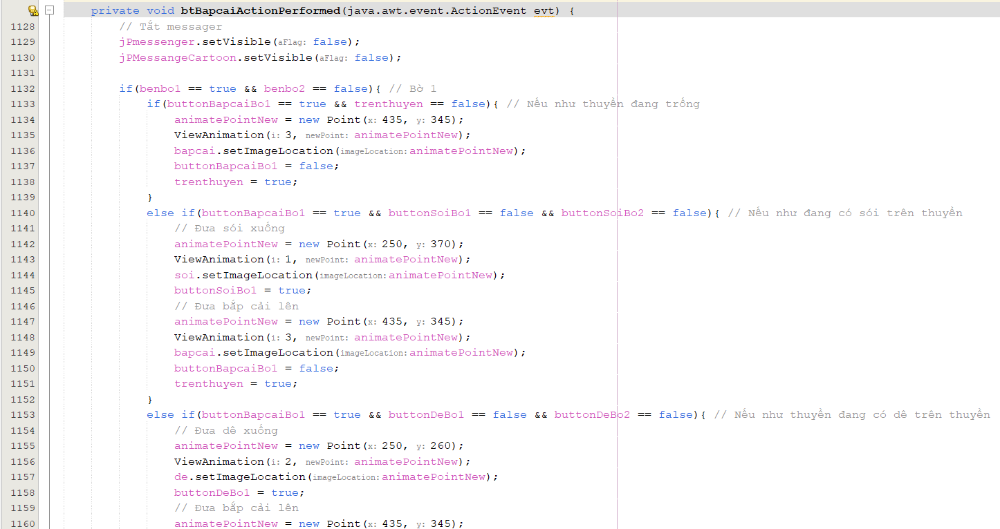 private void btBapcaiActionPerformed(java.awt.event.ActionEvent evt) {
1128 // Tắt messager
1129 jPmessenger.setVisible(aFlag: false);
1130 jPMessangeCartoon.setVisible(aFlag: false);
1131
1132 if(benbo1 == true && benbo2 == false){ // Bờ 1
1133 if(buttonBapcaiBo1 == true && trenthuyen == false){ // Nếu như thuyền đang trống
1134 animatePointNew = new Point(x: 435, y: 345);
1135 ViewAnimation(i: 3, newPoint: animatePointNew);
1136 bapcai.setImageLocation(imageLocation: animatePointNew);
1137 buttonBapcaiBo1 = false;
1138 trenthuyen = true;
1139 }
1140 else if(buttonBapcaiBo1 == true && buttonSoiBo1 == false && buttonSoiBo2 == false){ // Nếu như đang có sói trên thuyền
1141 // Đưa sói xuống
1142 animatePointNew = new Point(x: 250, y: 370);
1143 ViewAnimation(i: 1, newPoint: animatePointNew);
1144 soi.setImageLocation(imageLocation: animatePointNew);
1145 buttonSoiBo1 = true;
1146 // Đưa bắp cải lên
1147 animatePointNew = new Point(x: 435, y: 345);
1148 ViewAnimation(i: 3, newPoint: animatePointNew);
1149 bapcai.setImageLocation(imageLocation: animatePointNew);
1150 buttonBapcaiBo1 = false;
1151 trenthuyen = true;
1152 }
1153 else if(buttonBapcaiBo1 == true && buttonDeBo1 == false && buttonDeBo2 == false){ // Nếu như thuyền đang có dê trên thuyền
1154 // Đưa dê xuống
1155 animatePointNew = new Point(x: 250, y: 260);
1156 ViewAnimation(i: 2, newPoint: animatePointNew);
1157 de.setImageLocation(imageLocation: animatePointNew);
1158 buttonDeBo1 = true;
1159 // Đưa bắp cải lên
1160 animatePointNew = new Point(x: 435, y: 345);